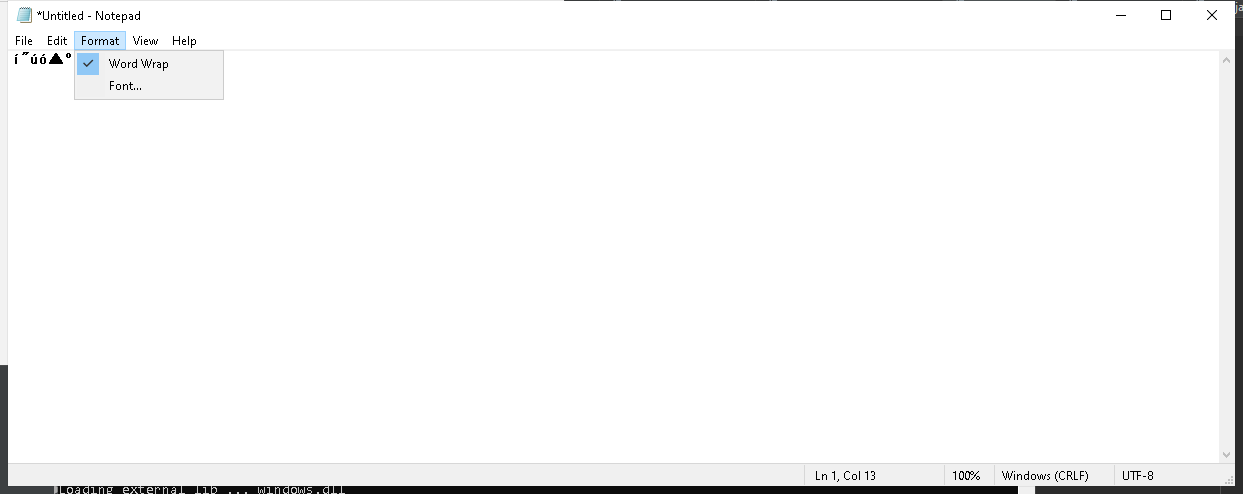 *Untitled - Notepad
File Edit Format View Help
í ˝úó▲º
Word Wrap
Font...
Ln 1, Col 13 100% Windows (CRLF) UTF-8
Loading external lib ... windows.dll